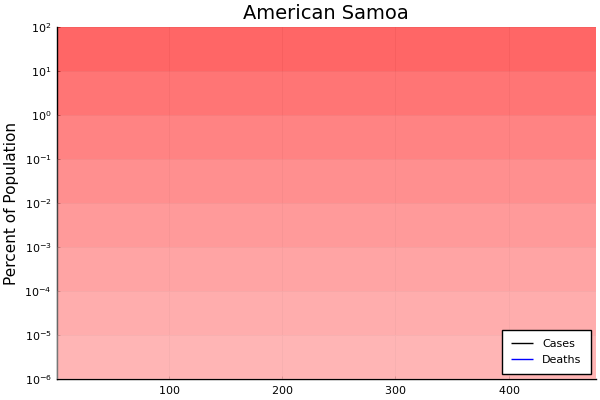 American Samoa
Percent of Population
10²
10¹
10⁰
10⁻¹
10⁻²
10⁻³
10⁻⁴
10⁻⁵
10⁻⁶
100 200 300 400
Cases
Deaths